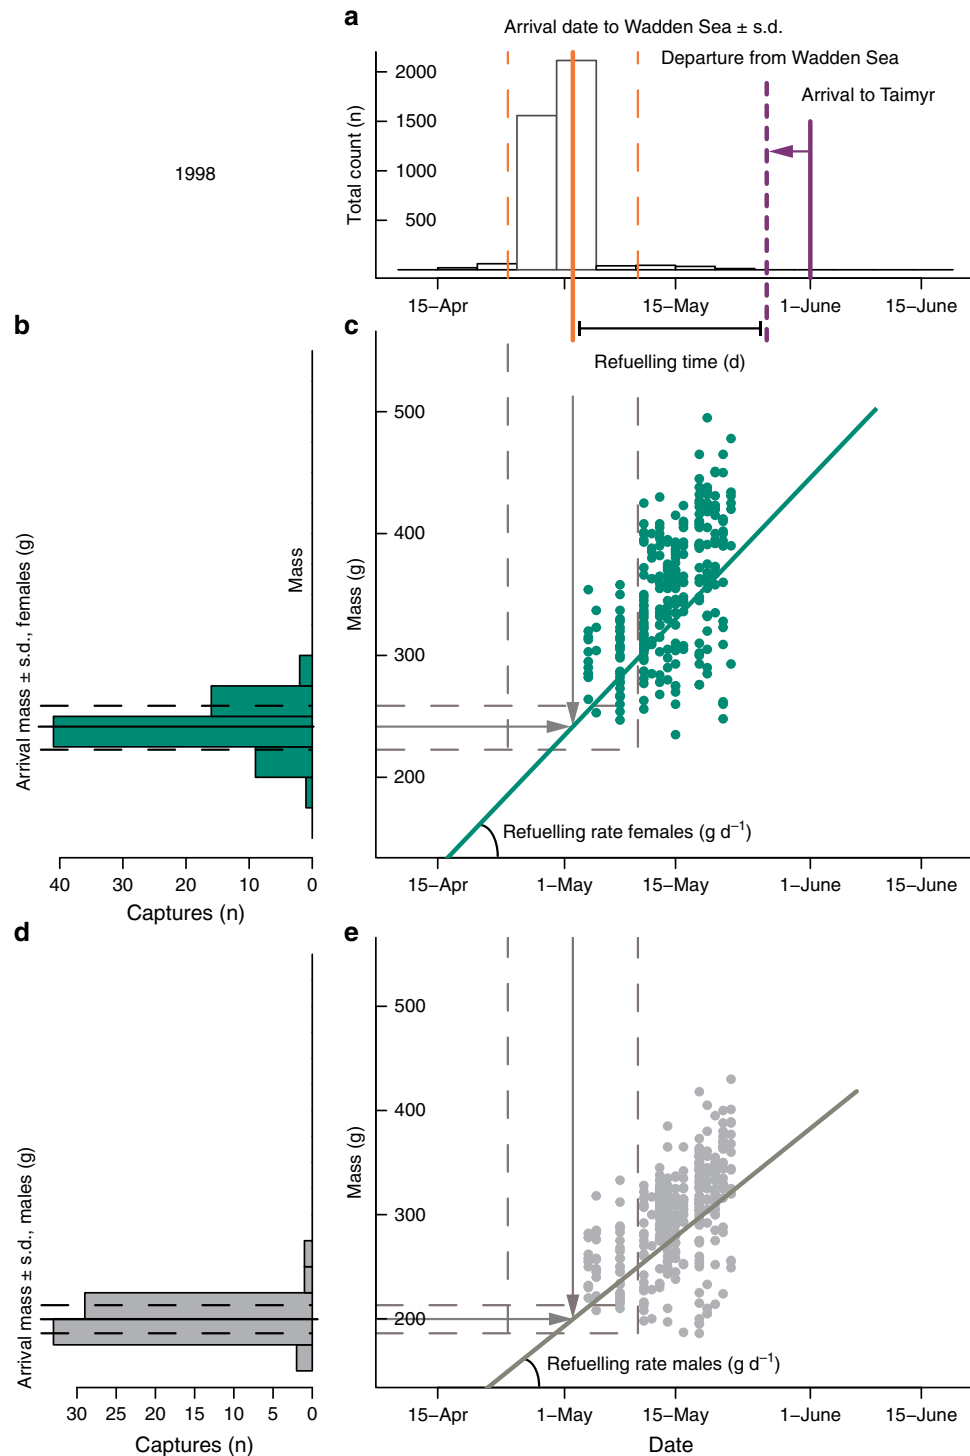 a
Arrival date to Wadden Sea ± s.d.
Departure from Wadden Sea
Arrival to Taimyr
1998
Total count (n)
2000
1500
1000
500
15–Apr
15–May
1–June
15–June
Refuelling time (d)
b
Arrival mass ± s.d., females (g)
Mass
40
30
20
10
0
Captures (n)
c
Mass (g)
500
400
300
200
Refuelling rate females (g d⁻¹)
15–Apr
1–May
15–May
1–June
15–June
d
Arrival mass ± s.d., males (g)
30
25
20
15
10
5
0
Captures (n)
e
Mass (g)
500
400
300
200
Refuelling rate males (g d⁻¹)
15–Apr
1–May
15–May
1–June
15–June
Date